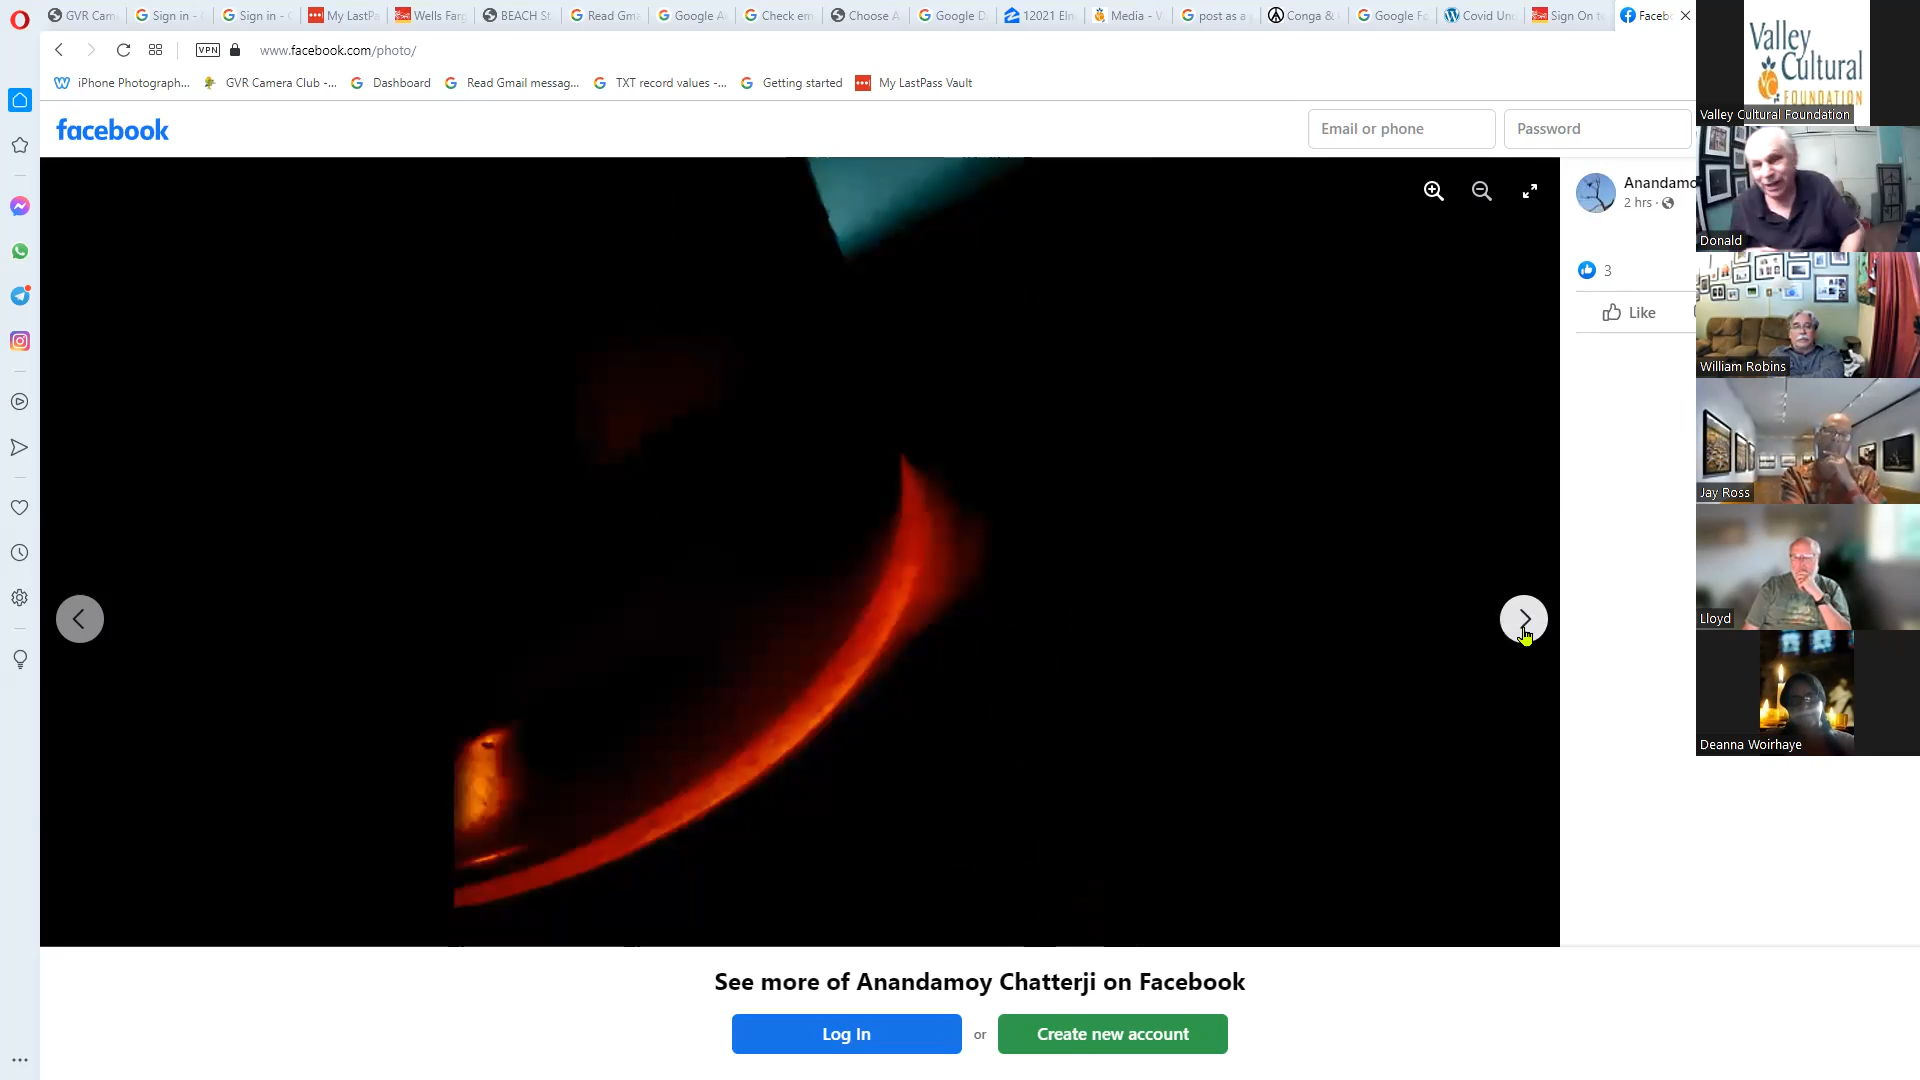 GVR Cam
Sign in -
Sign in -
My LastPa
Wells Farg
BEACH St
Read Gma
Google A
Check em
Choose A
Google D
12021 Eln
Media - V
post as a
Conga &
Google Fo
Covid Un
Sign On t
Faceb
VPN
www.facebook.com/photo/
iPhone Photograph...
GVR Camera Club -...
Dashboard
Read Gmail messag...
TXT record values -...
Getting started
My LastPass Vault
facebook
Email or phone
Password
Anandamo
2 hrs ·
3
Like
See more of Anandamoy Chatterji on Facebook
Log In
or
Create new account
Valley
Cultural
FOUNDATION
Valley Cultural Foundation
Donald
William Robins
Jay Ross
Lloyd
Deanna Woirhaye